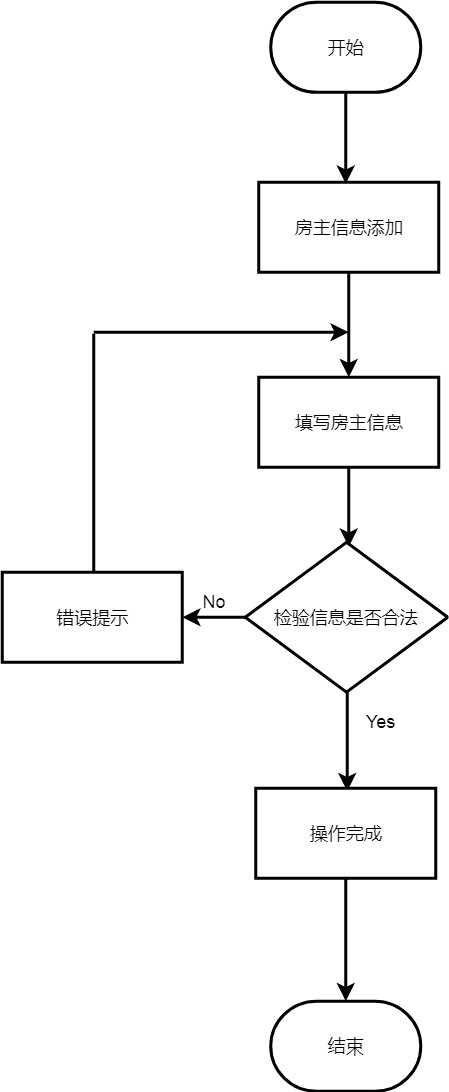 开始
房主信息添加
填写房主信息
检验信息是否合法
No
错误提示
Yes
操作完成
结束